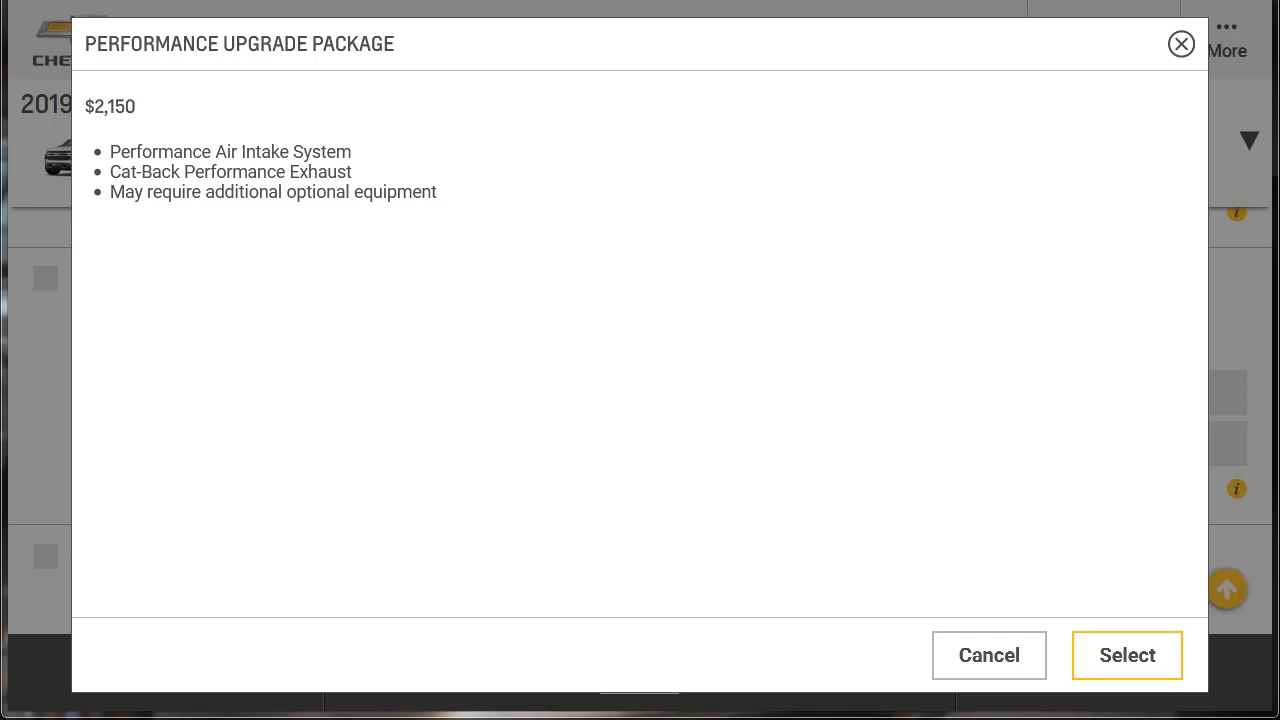 PERFORMANCE UPGRADE PACKAGE
More
CHE
2019
$2,150
• Performance Air Intake System
• Cat-Back Performance Exhaust
• May require additional optional equipment
i
i
Cancel
Select